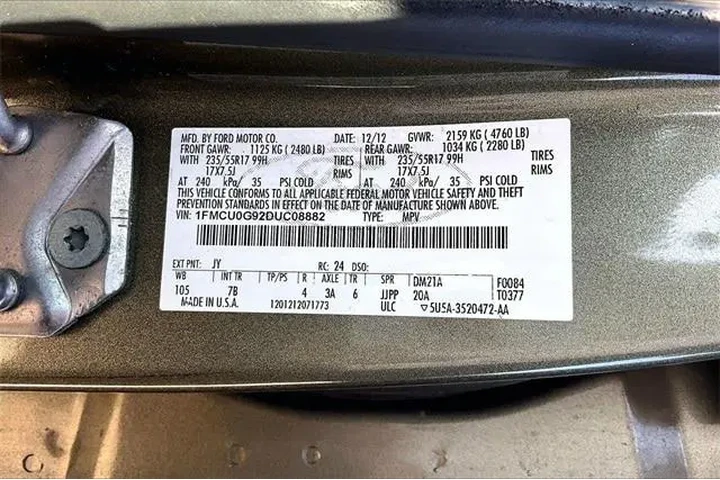 MFD. BY FORD MOTOR CO. DATE: 12/12 GVWR: 2159 KG ( 4760 LB)
FRONT GAWR: 1125 KG ( 2480 LB) REAR GAWR: 1034 KG ( 2280 LB)
WITH 235/55R17 99H TIRES WITH 235/55R17 99H TIRES
17X7.5J RIMS 17X7.5J RIMS
AT 240 kPa/ 35 PSI COLD AT 240 kPa/ 35 PSI COLD
THIS VEHICLE CONFORMS TO ALL APPLICABLE FEDERAL MOTOR VEHICLE SAFETY AND THEFT
PREVENTION STANDARDS IN EFFECT ON THE DATE OF MANUFACTURE SHOWN ABOVE.
VIN: 1FMCU0G92DUC08882 TYPE: MPV
EXT PNT: JY RC: 24 DSO:
WB INT TR TP/PS R AXLE TR SPR DM21A F0084
105 7B 4 3A 6 JJPP 20A T0377
MADE IN U.S.A. 1201212071773 ULC ▽5U5A-3520472-AA